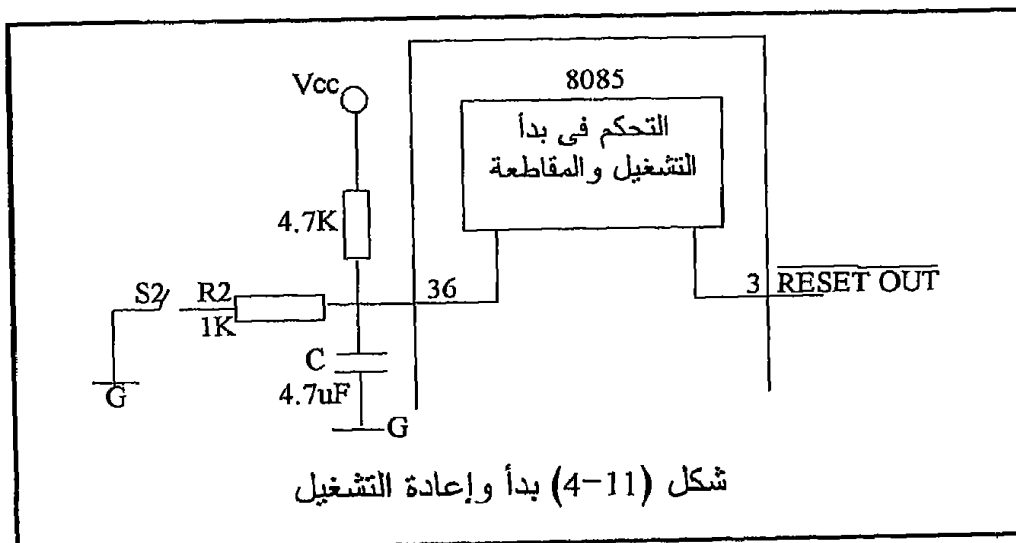 8085
Vcc
التحكم فى بدأ
التشغيل والمقاطعة
4.7K
36
3 RESET OUT
S2 R2
1K
C
4.7uF
G
G
شكل (11-4) بدأ وإعادة التشغيل